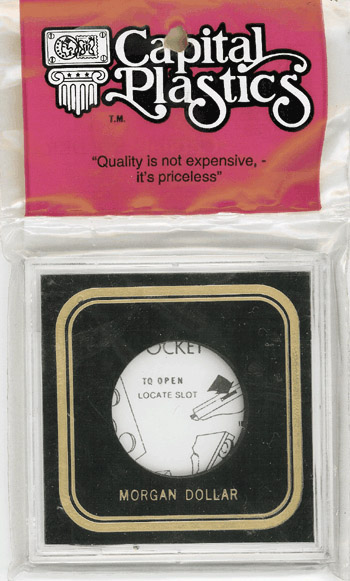 Capital
Plastics
T.M.
"Quality is not expensive, -
it's priceless"
OCKET
TO OPEN
LOCATE SLOT
MORGAN DOLLAR